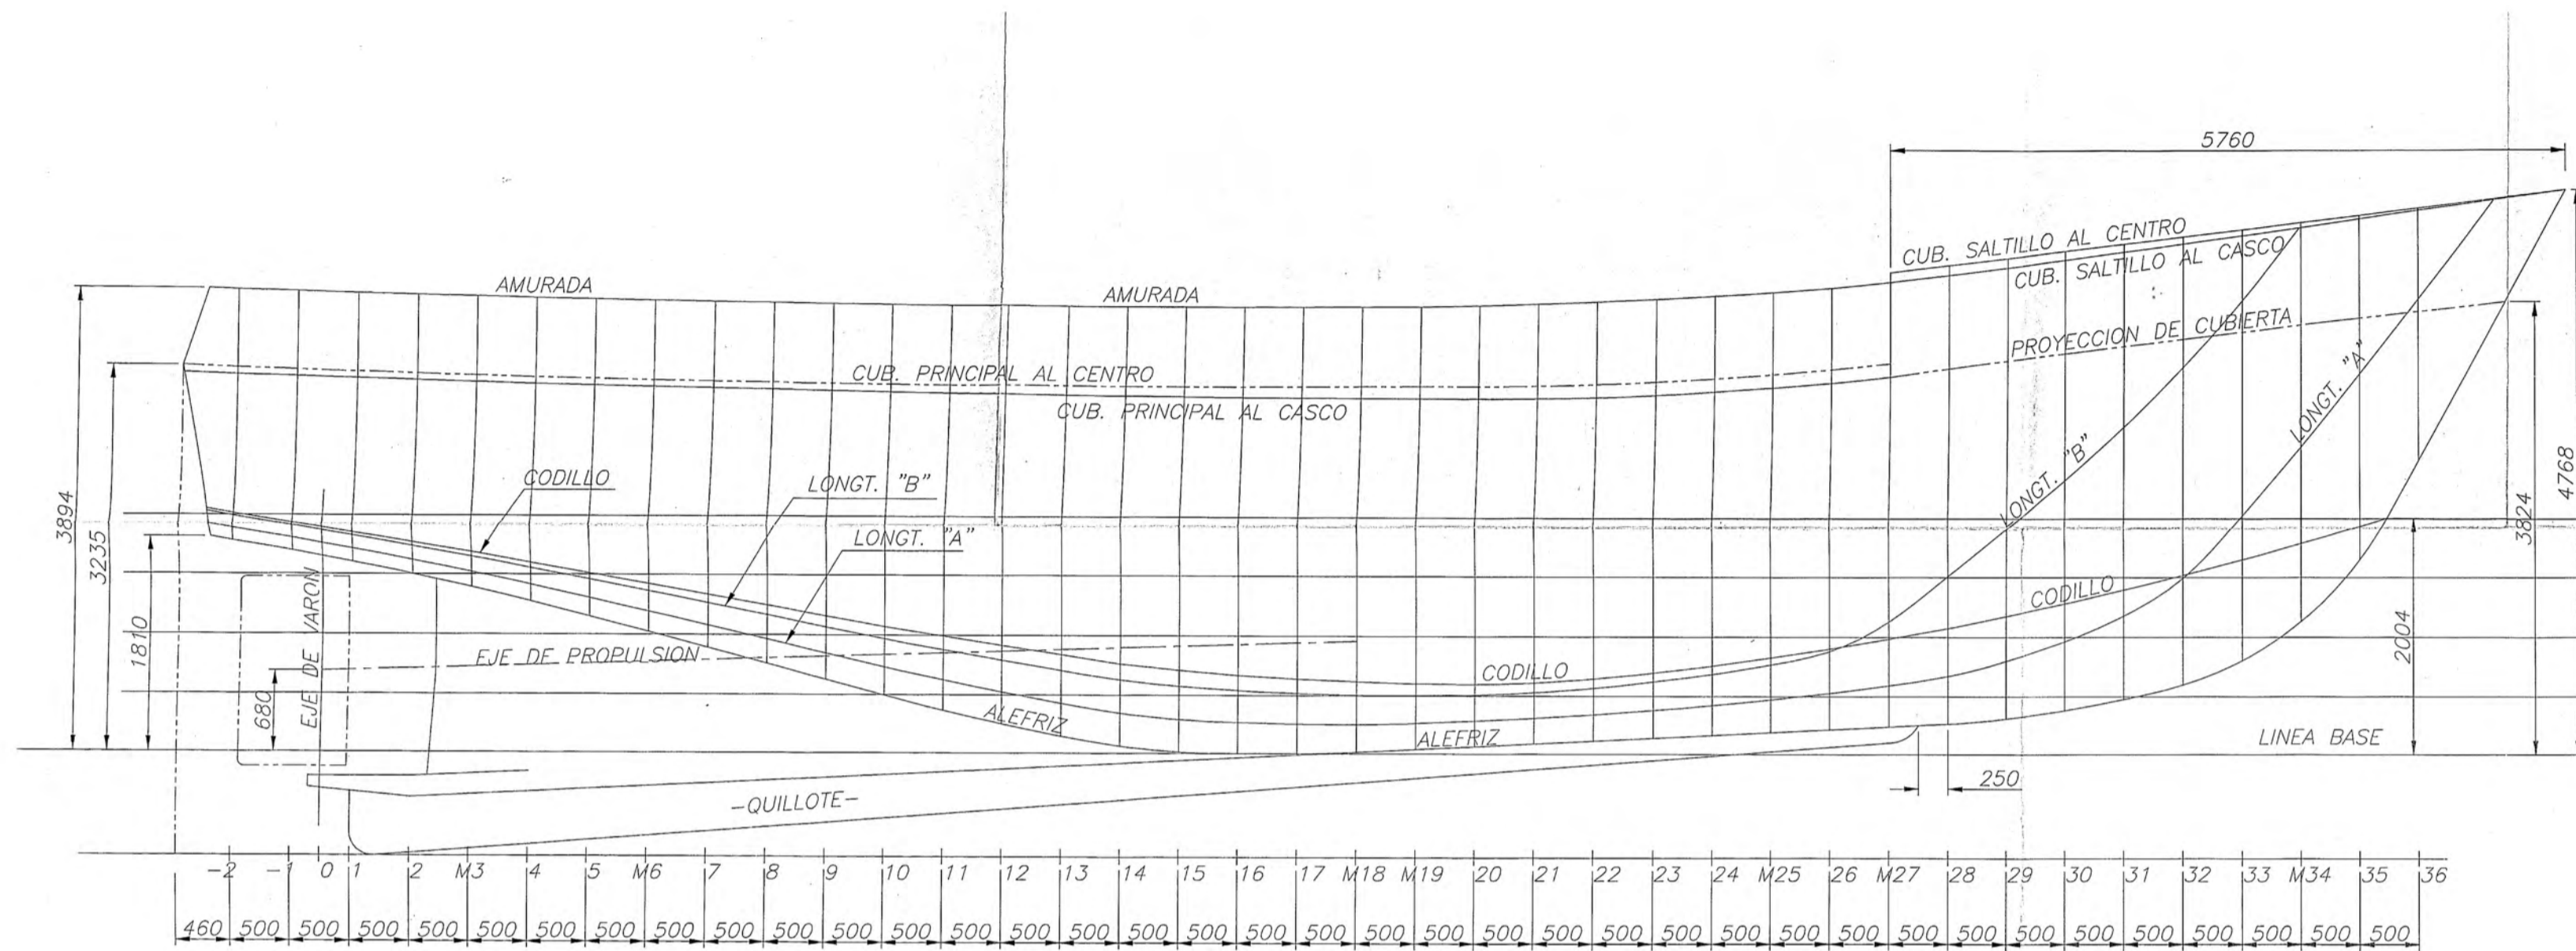 5760
CUB. SALTILLO AL CENTRO
CUB. SALTILLO AL CASCO
AMURADA
AMURADA
PROYECCION DE CUBIERTA
CUB. PRINCIPAL AL CENTRO
CUB. PRINCIPAL AL CASCO
LONGT. "A"
LONGT. "B"
CODILLO
LONGT. "B"
LONGT. "A"
3894
3235
1810
680
EJE DE VARON
EJE DE PROPULSION
CODILLO
CODILLO
ALEFRIZ
ALEFRIZ
LINEA BASE
2004
3824
4768
250
-QUILLOTE-
-2 -1 0 1 2 M3 4 5 M6 7 8 9 10 11 12 13 14 15 16 17 M18 M19 20 21 22 23 24 M25 26 M27 28 29 30 31 32 33 M34 35 36
460 500 500 500 500 500 500 500 500 500 500 500 500 500 500 500 500 500 500 500 500 500 500 500 500 500 500 500 500 500 500 500 500 500 500 500 500 500